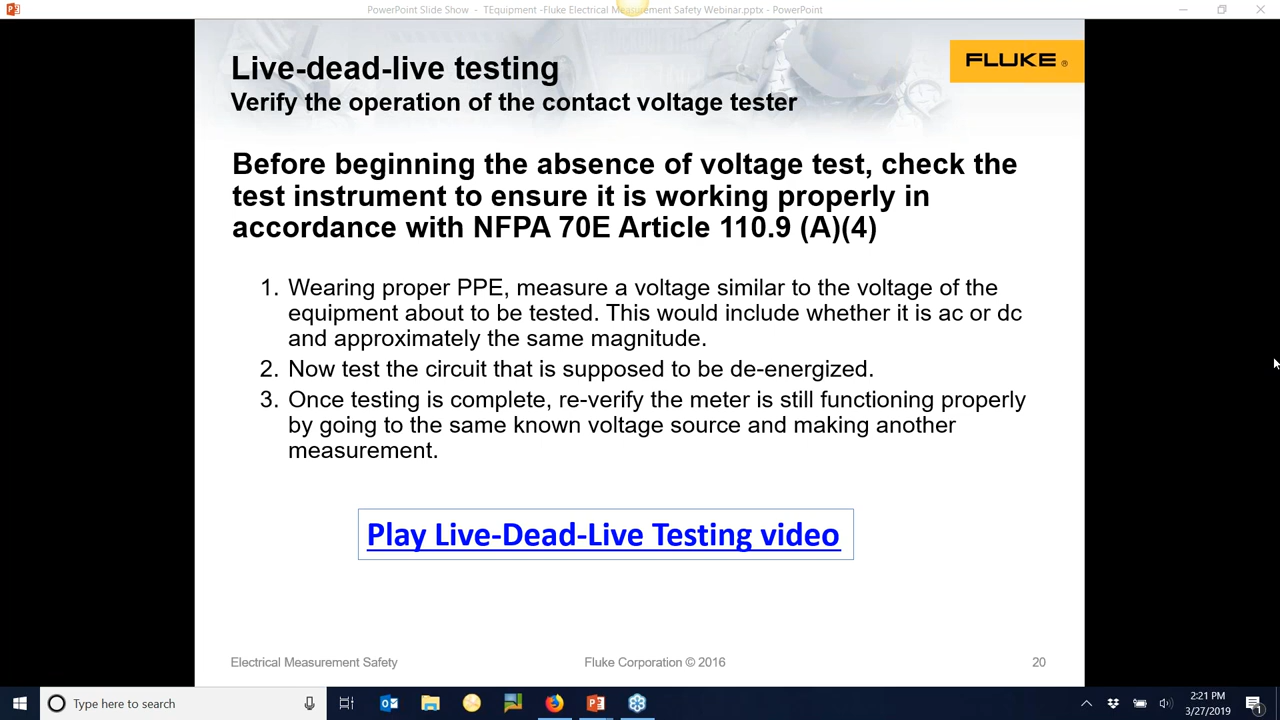 PowerPoint Slide Show - TEquipment -Fluke Electrical Measurement Safety Webinar.pptx - PowerPoint
Live-dead-live testing
FLUKE ®
Verify the operation of the contact voltage tester
Before beginning the absence of voltage test, check the
test instrument to ensure it is working properly in
accordance with NFPA 70E Article 110.9 (A)(4)
1. Wearing proper PPE, measure a voltage similar to the voltage of the
equipment about to be tested. This would include whether it is ac or dc
and approximately the same magnitude.
2. Now test the circuit that is supposed to be de-energized.
3. Once testing is complete, re-verify the meter is still functioning properly
by going to the same known voltage source and making another
measurement.
Play Live-Dead-Live Testing video
Electrical Measurement Safety
Fluke Corporation © 2016
20
Type here to search
2:21 PM
3/27/2019
1